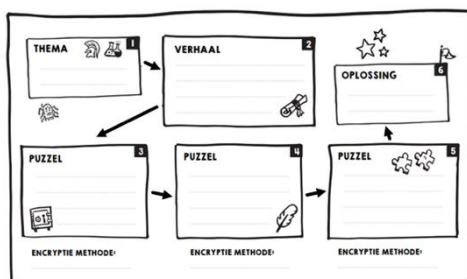 THEMA
1
VERHAAL
2
OPLOSSING
6
PUZZEL
3
PUZZEL
4
PUZZEL
5
ENCRYPTIE METHODE:
ENCRYPTIE METHODE:
ENCRYPTIE METHODE: